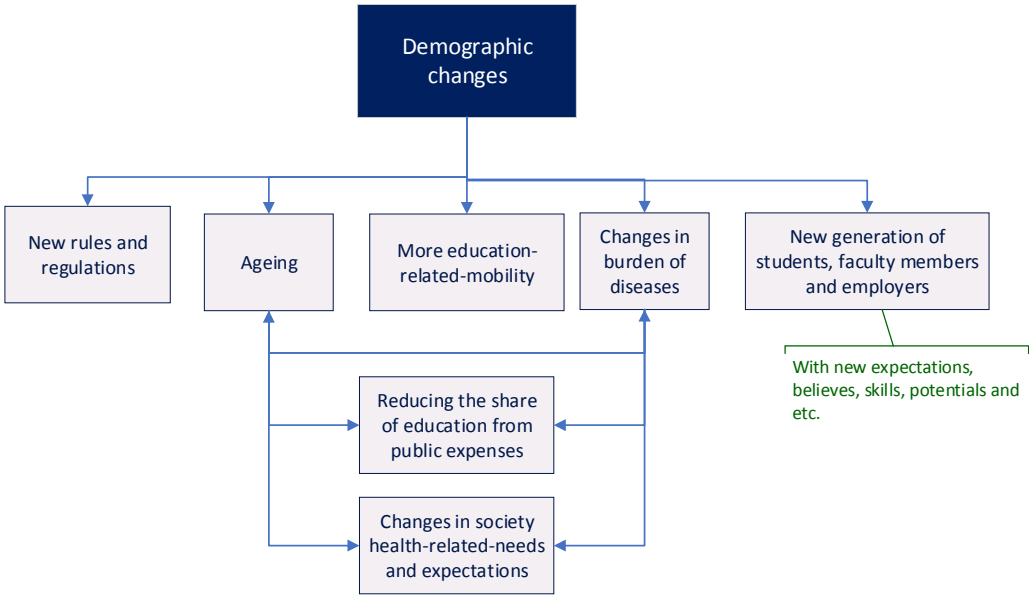 Demographic
changes
New rules and
regulations
Ageing
More education-
related-mobility
Changes in
burden of
diseases
New generation of
students, faculty members
and employers
With new expectations,
believes, skills, potentials and
etc.
Reducing the share
of education from
public expenses
Changes in society
health-related-needs
and expectations